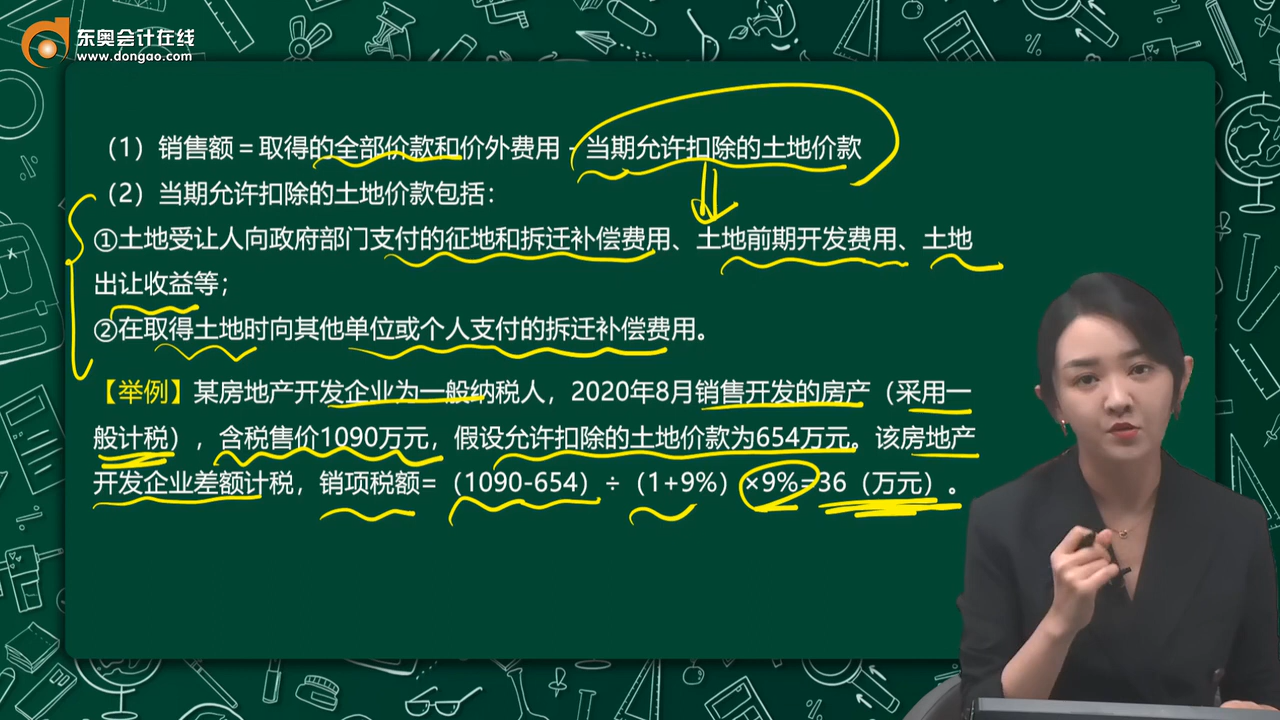 东奥会计在线
www.dongao.com
（1）销售额＝取得的全部价款和价外费用-当期允许扣除的土地价款
（2）当期允许扣除的土地价款包括：
①土地受让人向政府部门支付的征地和拆迁补偿费用、土地前期开发费用、土地
出让收益等；
②在取得土地时向其他单位或个人支付的拆迁补偿费用。
【举例】某房地产开发企业为一般纳税人，2020年8月销售开发的房产（采用一
般计税），含税售价1090万元，假设允许扣除的土地价款为654万元。该房地产
开发企业差额计税，销项税额=（1090-654）÷（1+9%）×9%=36（万元）。